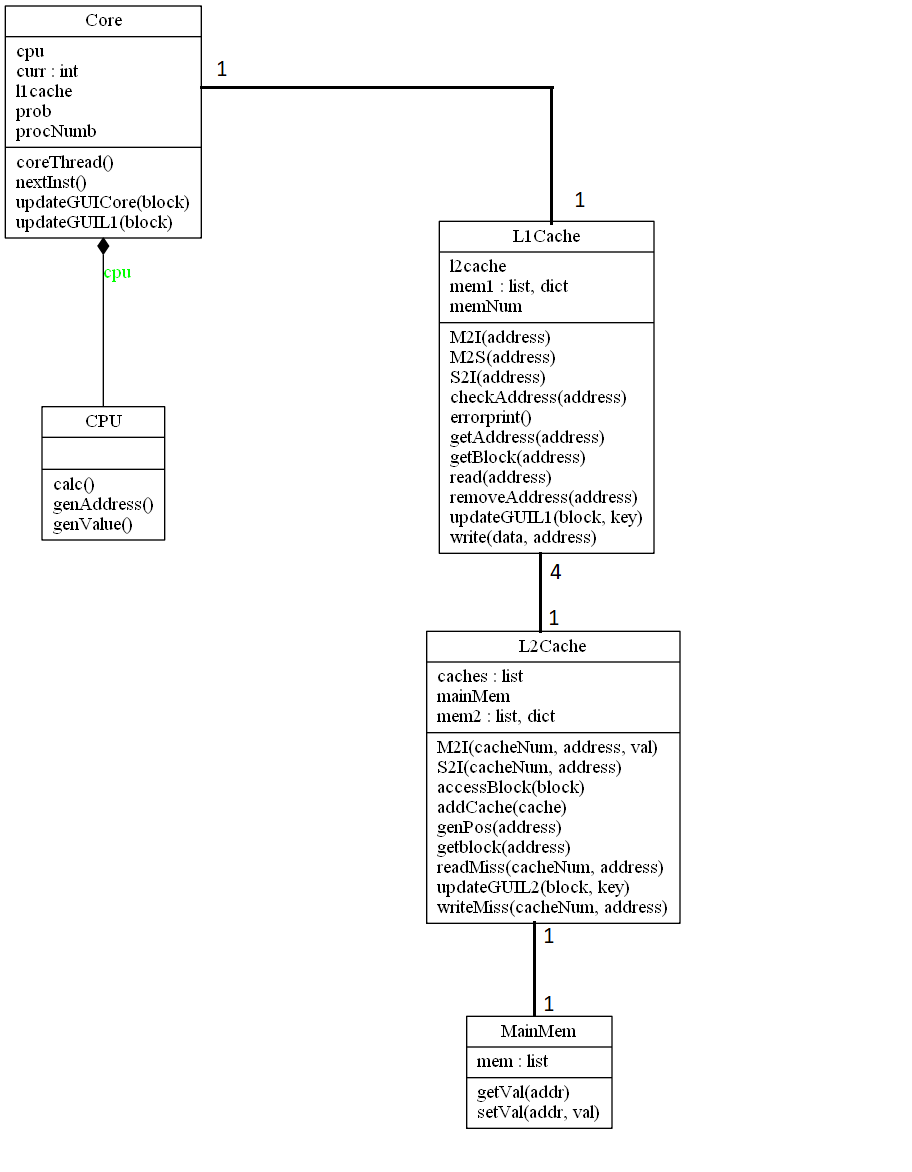 Core
cpu
curr : int
l1cache
prob
procNumb
coreThread()
nextInst()
updateGUICore(block)
updateGUIL1(block)
1
1
cpu
CPU
calc()
genAddress()
genValue()
L1Cache
l2cache
mem1 : list, dict
memNum
M2I(address)
M2S(address)
S2I(address)
checkAddress(address)
errorprint()
getAddress(address)
getBlock(address)
read(address)
removeAddress(address)
updateGUIL1(block, key)
write(data, address)
4
1
L2Cache
caches : list
mainMem
mem2 : list, dict
M2I(cacheNum, address, val)
S2I(cacheNum, address)
accessBlock(block)
addCache(cache)
genPos(address)
getblock(address)
readMiss(cacheNum, address)
updateGUIL2(block, key)
writeMiss(cacheNum, address)
1
1
MainMem
mem : list
getVal(addr)
setVal(addr, val)